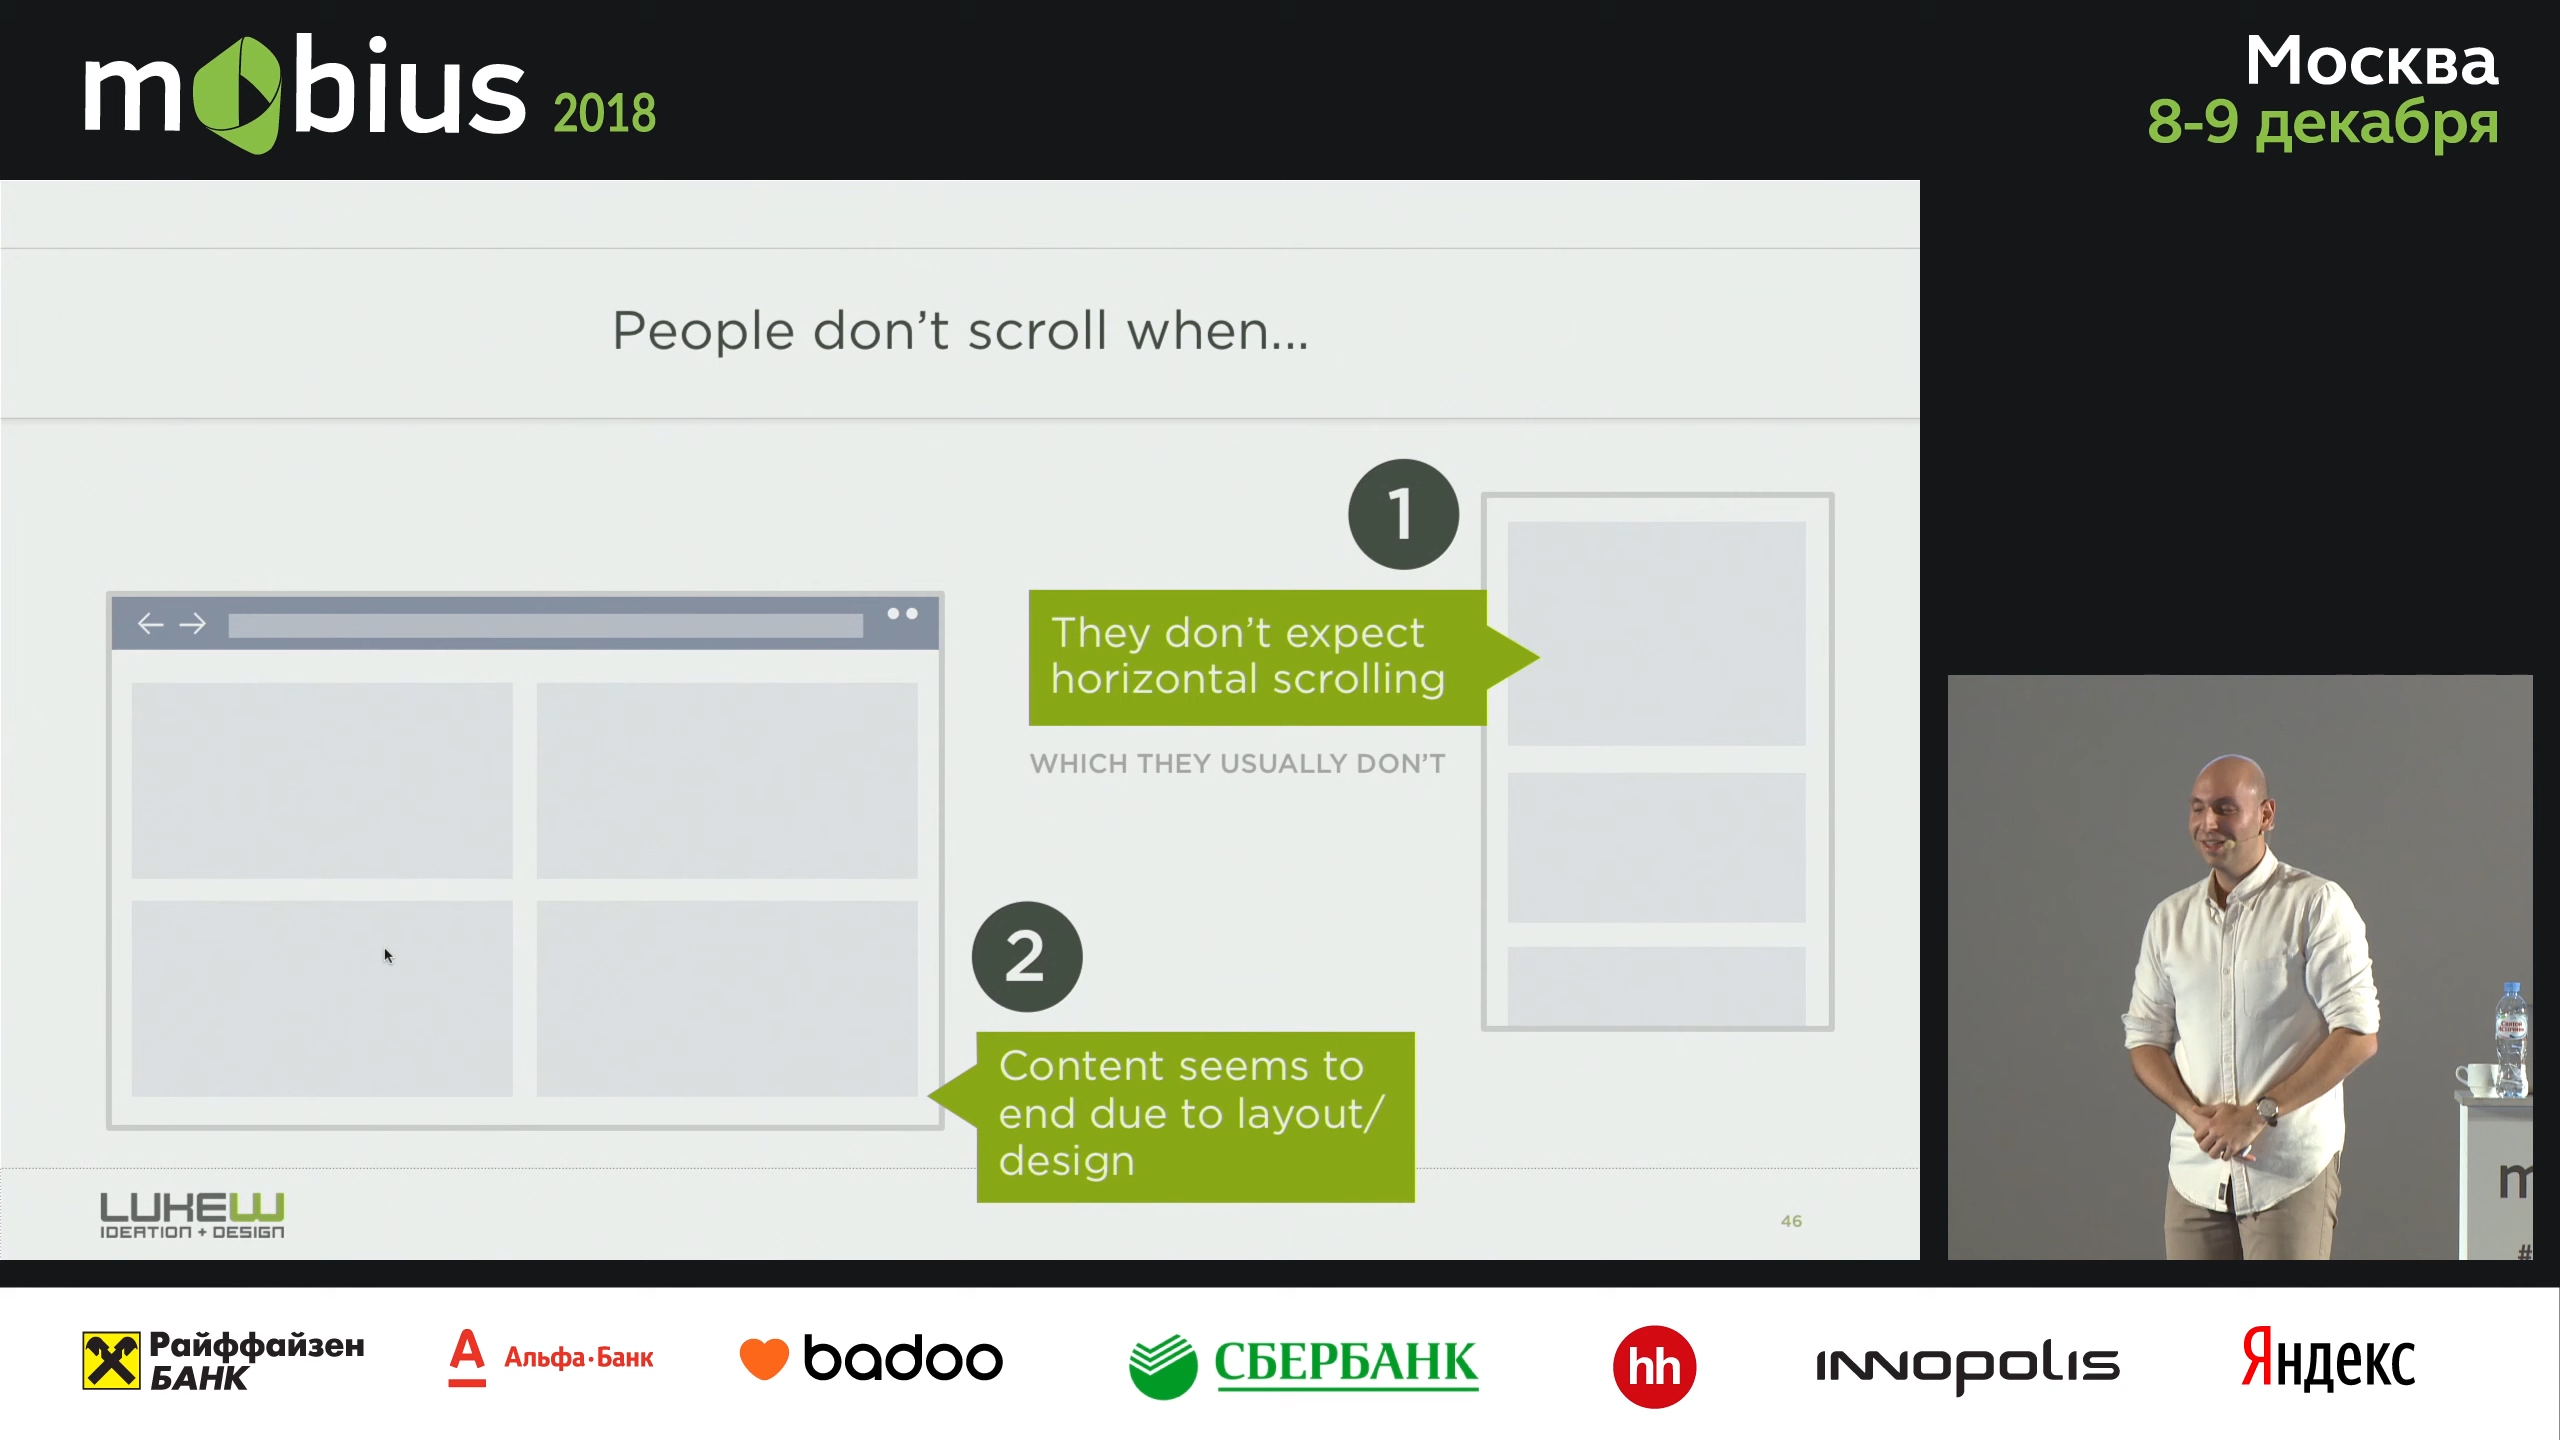 mobius 2018
Москва
8-9 декабря
People don’t scroll when...
1
They don’t expect
horizontal scrolling
WHICH THEY USUALLY DON’T
2
Content seems to
end due to layout/
design
LUKEW
IDEATION + DESIGN
46
m
#
Райффайзен
БАНК
Альфа·Банк
badoo
СБЕРБАНК
hh
INNOPOLIS
Яндекс